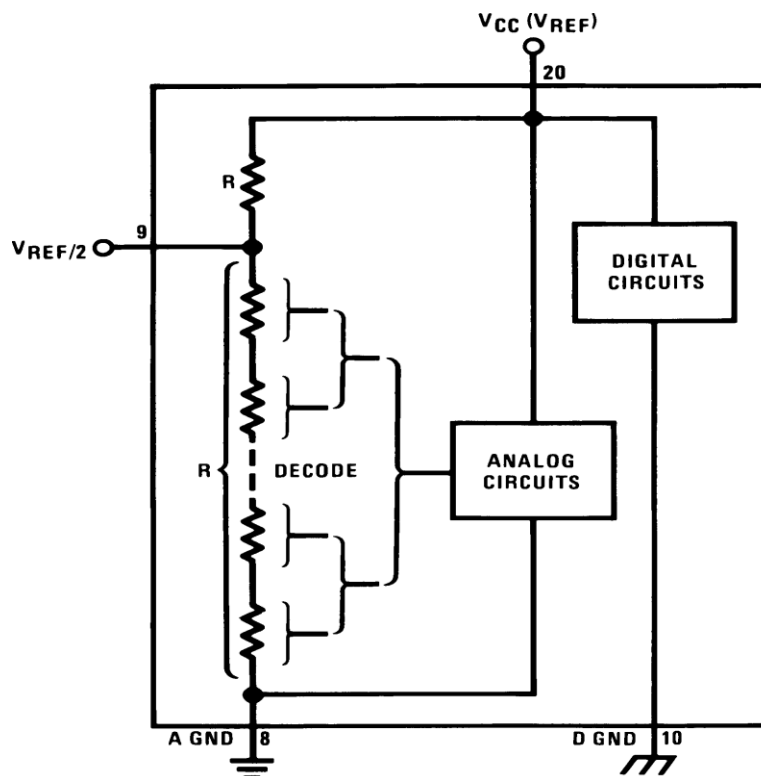 VCC (VREF)
20
R
9
VREF/2
DIGITAL
CIRCUITS
R
DECODE
ANALOG
CIRCUITS
A GND
8
D GND
10